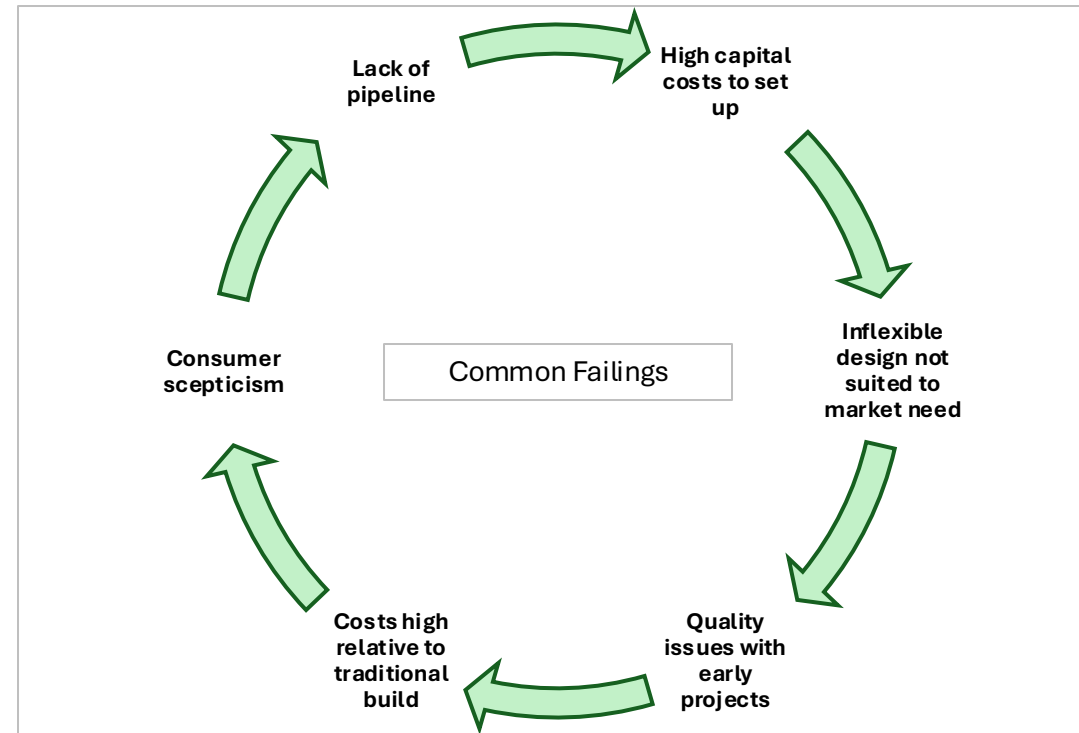 Lack of
pipeline
High capital
costs to set
up
Inflexible
design not
suited to
market need
Quality
issues with
early
projects
Costs high
relative to
traditional
build
Consumer
scepticism
Common Failings